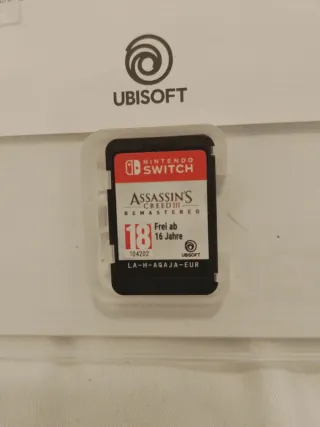 UBISOFT
NINTENDO
SWITCH
ASSASSIN'S
CREED III
REMASTERED
18
Frei ab
16 Jahre
104202
UBISOFT
LA-H-AQAJA-EUR